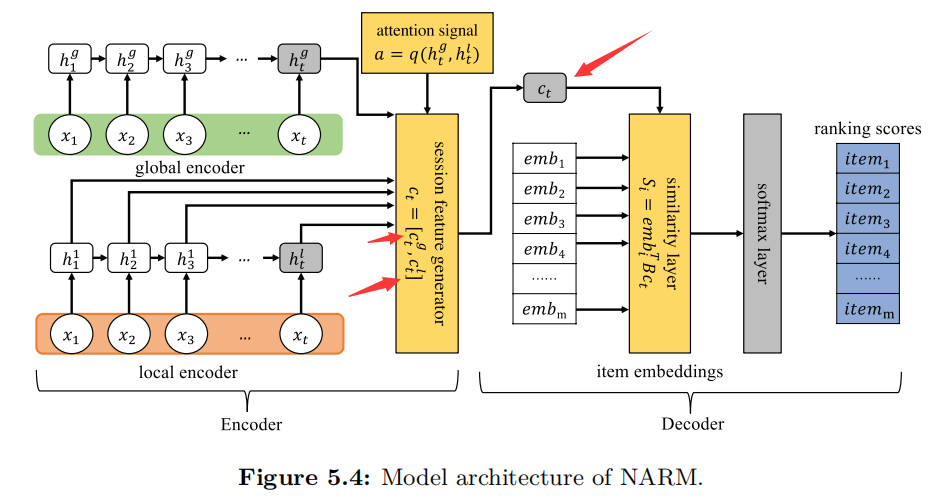 attention signal
a = q(h_t^g, h_t^l)
h_1^g h_2^g h_3^g ... h_t^g
x_1 x_2 x_3 ... x_t
global encoder
h_1^1 h_2^1 h_3^1 ... h_t^l
x_1 x_2 x_3 ... x_t
local encoder
session feature generator
c_t = [c_t^g, c_t^l]
Encoder
c_t
emb_1
emb_2
emb_3
emb_4
......
emb_m
item embeddings
similarity layer
S_i = emb_i^T B c_t
softmax layer
ranking scores
item_1
item_2
item_3
item_4
......
item_m
Decoder
Figure 5.4: Model architecture of NARM.